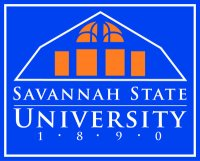 SAVANNAH STATE
UNIVERSITY
1 · 8 · 9 · 0